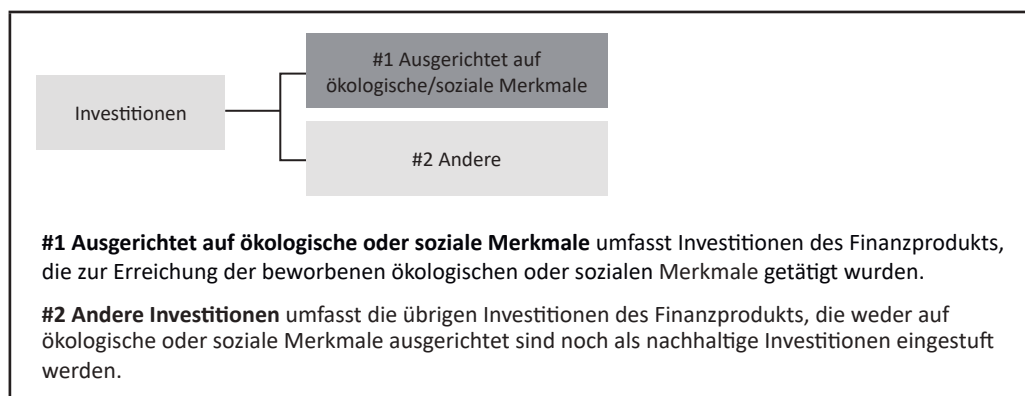 #1 Ausgerichtet auf
ökologische/soziale Merkmale
Investitionen
#2 Andere
#1 Ausgerichtet auf ökologische oder soziale Merkmale umfasst Investitionen des Finanzprodukts,
die zur Erreichung der beworbenen ökologischen oder sozialen Merkmale getätigt wurden.
#2 Andere Investitionen umfasst die übrigen Investitionen des Finanzprodukts, die weder auf
ökologische oder soziale Merkmale ausgerichtet sind noch als nachhaltige Investitionen eingestuft
werden.